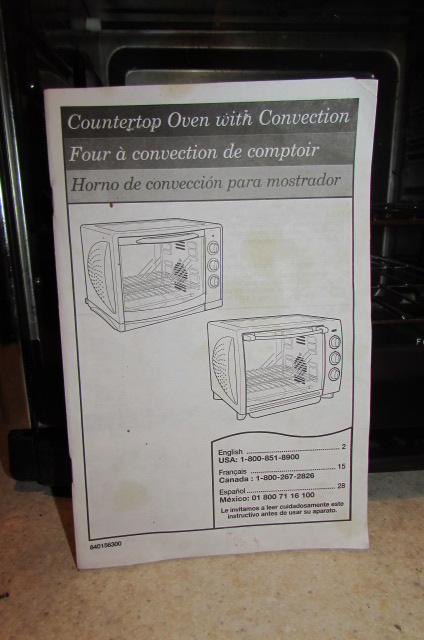 Countertop Oven with Convection
Four à convection de comptoir
Horno de convección para mostrador
English ........................................ 2
USA: 1-800-851-8900
Français .................................... 15
Canada : 1-800-267-2826
Español..................................... 28
México: 01 800 71 16 100
Le invitamos a leer cuidadosamente este
instructivo antes de usar su aparato.
840156300